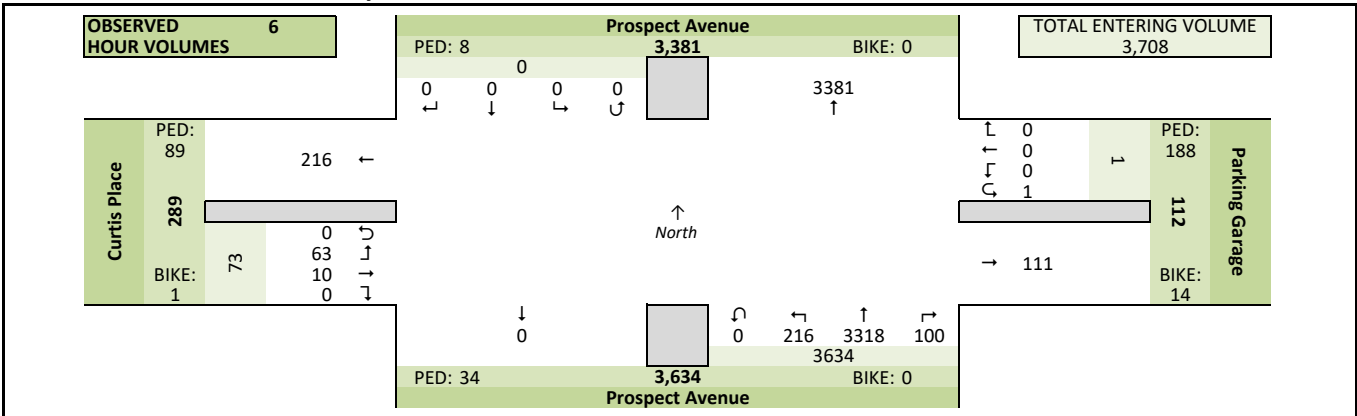 OBSERVED 6
HOUR VOLUMES
Prospect Avenue
PED: 8 3,381 BIKE: 0
TOTAL ENTERING VOLUME
3,708
0
0 0 0 0
↵ ↓ ↳ ↺
3381
↑
Curtis Place
PED:
89
289
BIKE:
1
73
216 ←
0 ⮌
63 ↑
10 →
0 ↓
↑
North
0
← 0
0
1
1
PED:
188
112
BIKE:
14
Parking Garage
→ 111
↓
0
↑
0 216 3318 100
3634
PED: 34 3,634 BIKE: 0
Prospect Avenue